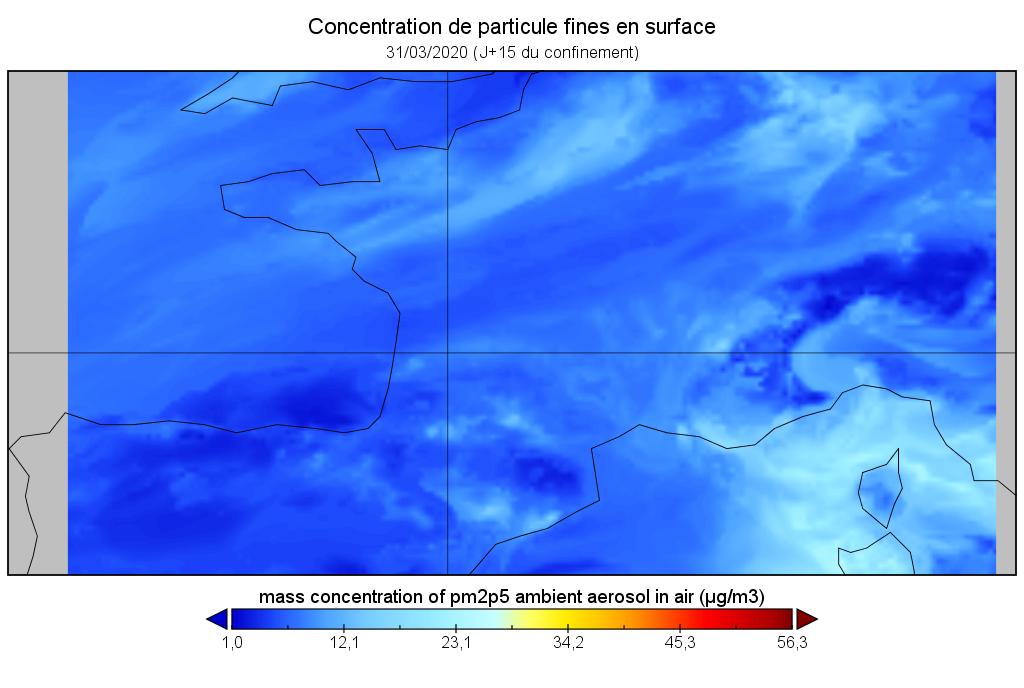 Concentration de particule fines en surface
31/03/2020 (J+15 du confinement)
mass concentration of pm2p5 ambient aerosol in air (µg/m3)
1,0 12,1 23,1 34,2 45,3 56,3